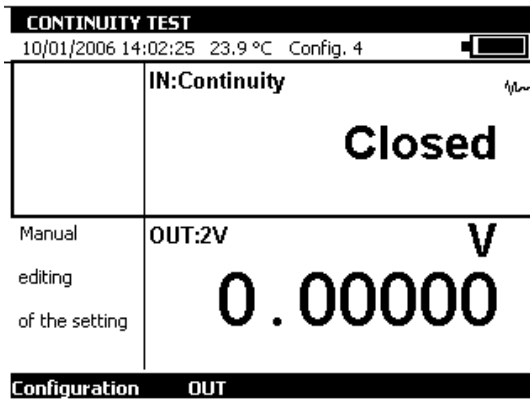 CONTINUITY TEST
10/01/2006 14:02:25 23.9 °C Config. 4
IN:Continuity
Closed
Manual
editing
of the setting
OUT:2V
V
0.00000
Configuration OUT